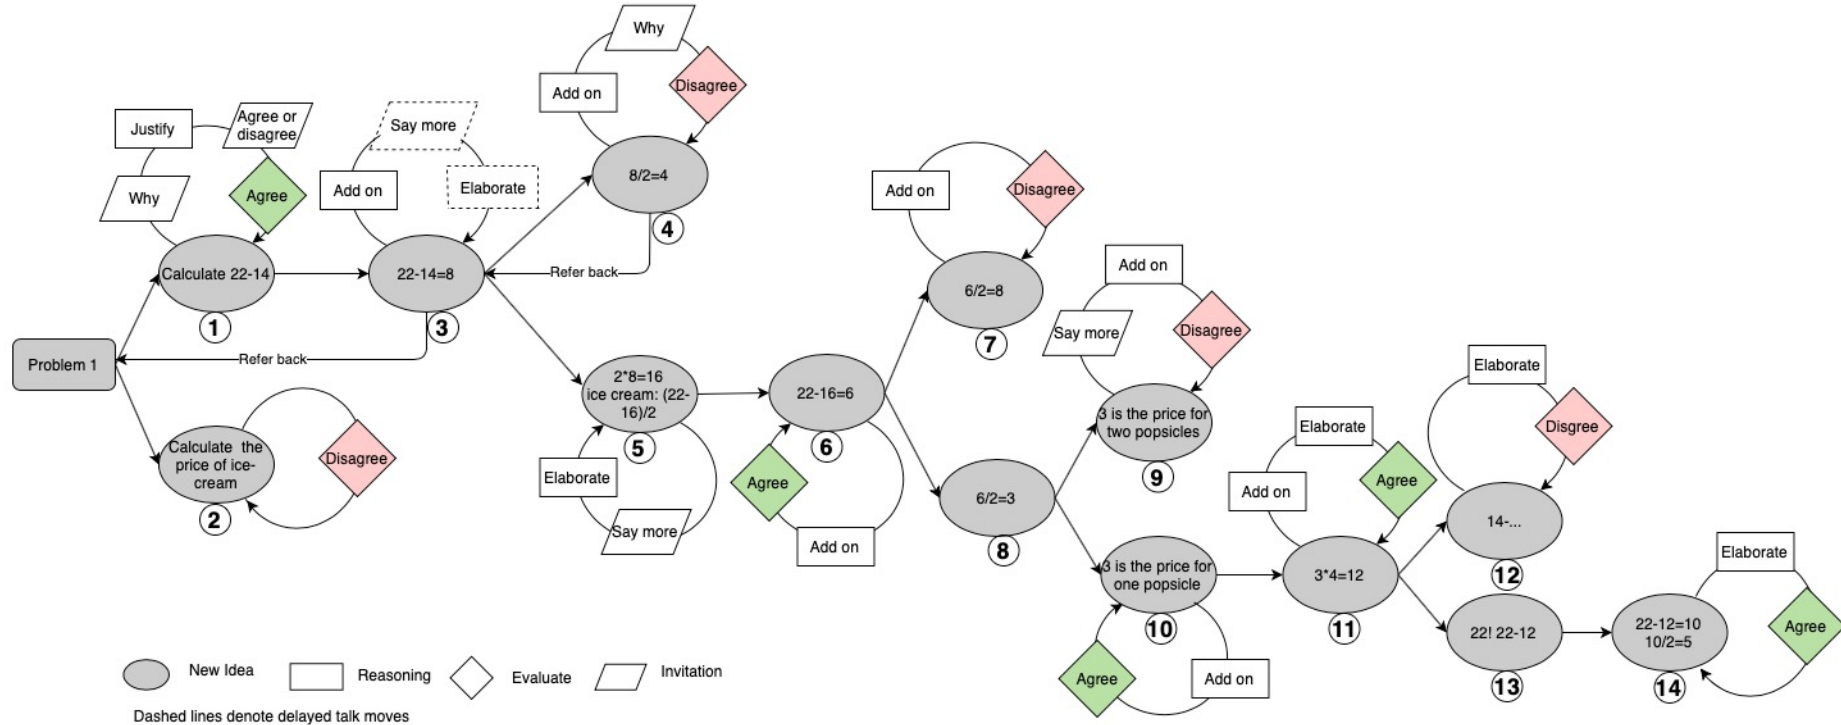 Why
Disagree
Add on
8/2=4
4
Justify
Agree or
disagree
Why
Agree
Calculate 22-14
1
Say more
Add on
Elaborate
22-14=8
3
Refer back
Refer back
Problem 1
Calculate the
price of ice-
cream
Disagree
2
2*8=16
ice cream: (22-
16)/2
5
Elaborate
Say more
22-16=6
6
Agree
Add on
Add on
Disagree
6/2=8
7
6/2=3
8
Add on
Say more
Disagree
3 is the price for
two popsicles
9
3 is the price for
one popsicle
10
Agree
Add on
Elaborate
Add on
Agree
3*4=12
11
Elaborate
Disgree
14-...
12
22! 22-12
13
22-12=10
10/2=5
14
Elaborate
Agree
New Idea
Reasoning
Evaluate
Invitation
Dashed lines denote delayed talk moves